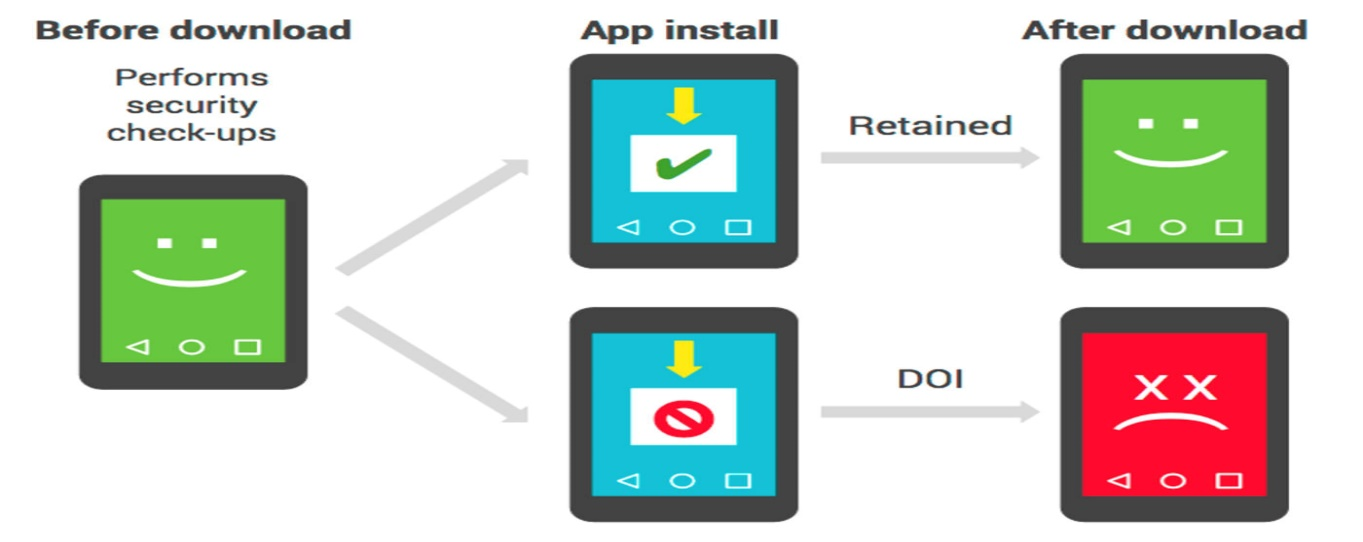 Before download
Performs
security
check-ups
App install
After download
Retained
DOI